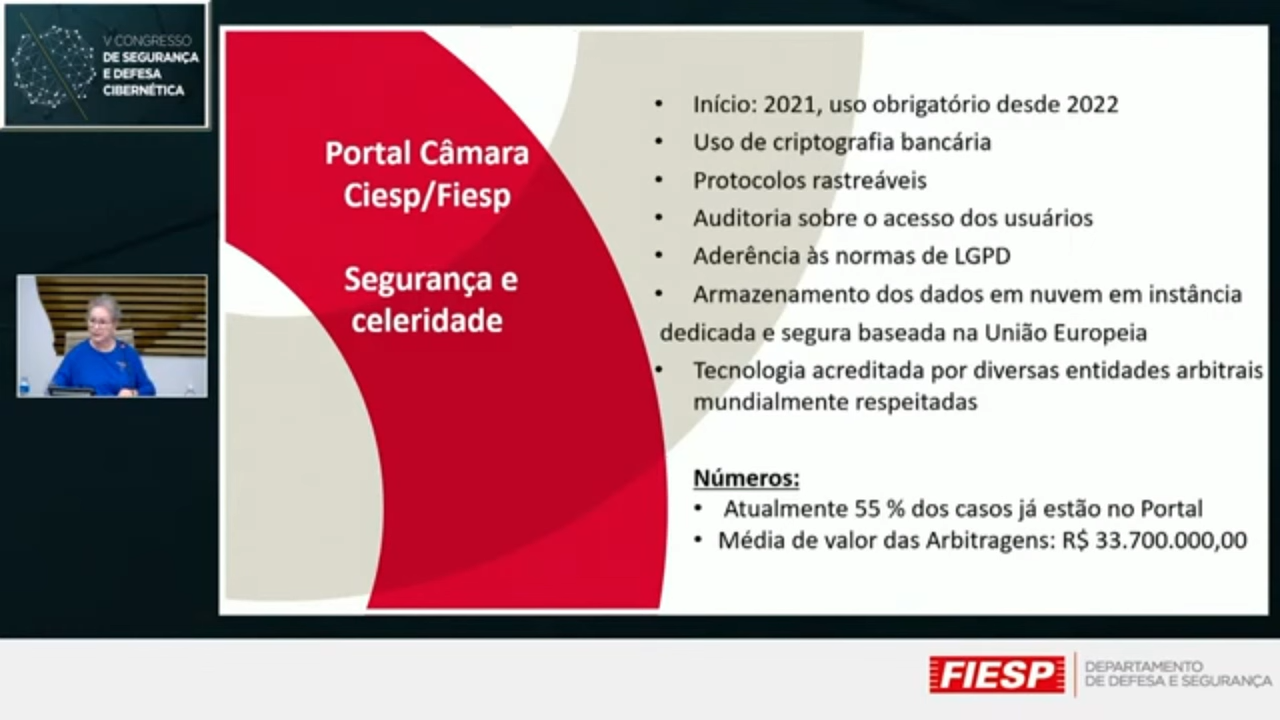 V CONGRESSO
DE SEGURANÇA
E DEFESA
CIBERNÉTICA
Portal Câmara
Ciesp/Fiesp
Segurança e
celeridade
• Início: 2021, uso obrigatório desde 2022
• Uso de criptografia bancária
• Protocolos rastreáveis
• Auditoria sobre o acesso dos usuários
• Aderência às normas de LGPD
• Armazenamento dos dados em nuvem em instância
dedicada e segura baseada na União Europeia
• Tecnologia acreditada por diversas entidades arbitrais
mundialmente respeitadas
Números:
• Atualmente 55 % dos casos já estão no Portal
• Média de valor das Arbitragens: R$ 33.700.000,00
FIESP
DEPARTAMENTO
DE DEFESA E SEGURANÇA